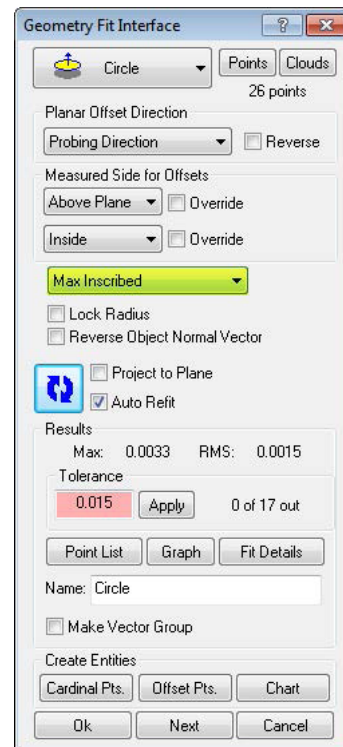 Geometry Fit Interface
Circle Points Clouds
26 points
Planar Offset Direction
Probing Direction Reverse
Measured Side for Offsets
Above Plane Override
Inside Override
Max Inscribed
Lock Radius
Reverse Object Normal Vector
Project to Plane
Auto Refit
Results
Max: 0.0033 RMS: 0.0015
Tolerance
0.015 Apply 0 of 17 out
Point List Graph Fit Details
Name: Circle
Make Vector Group
Create Entities
Cardinal Pts. Offset Pts. Chart
Ok Next Cancel